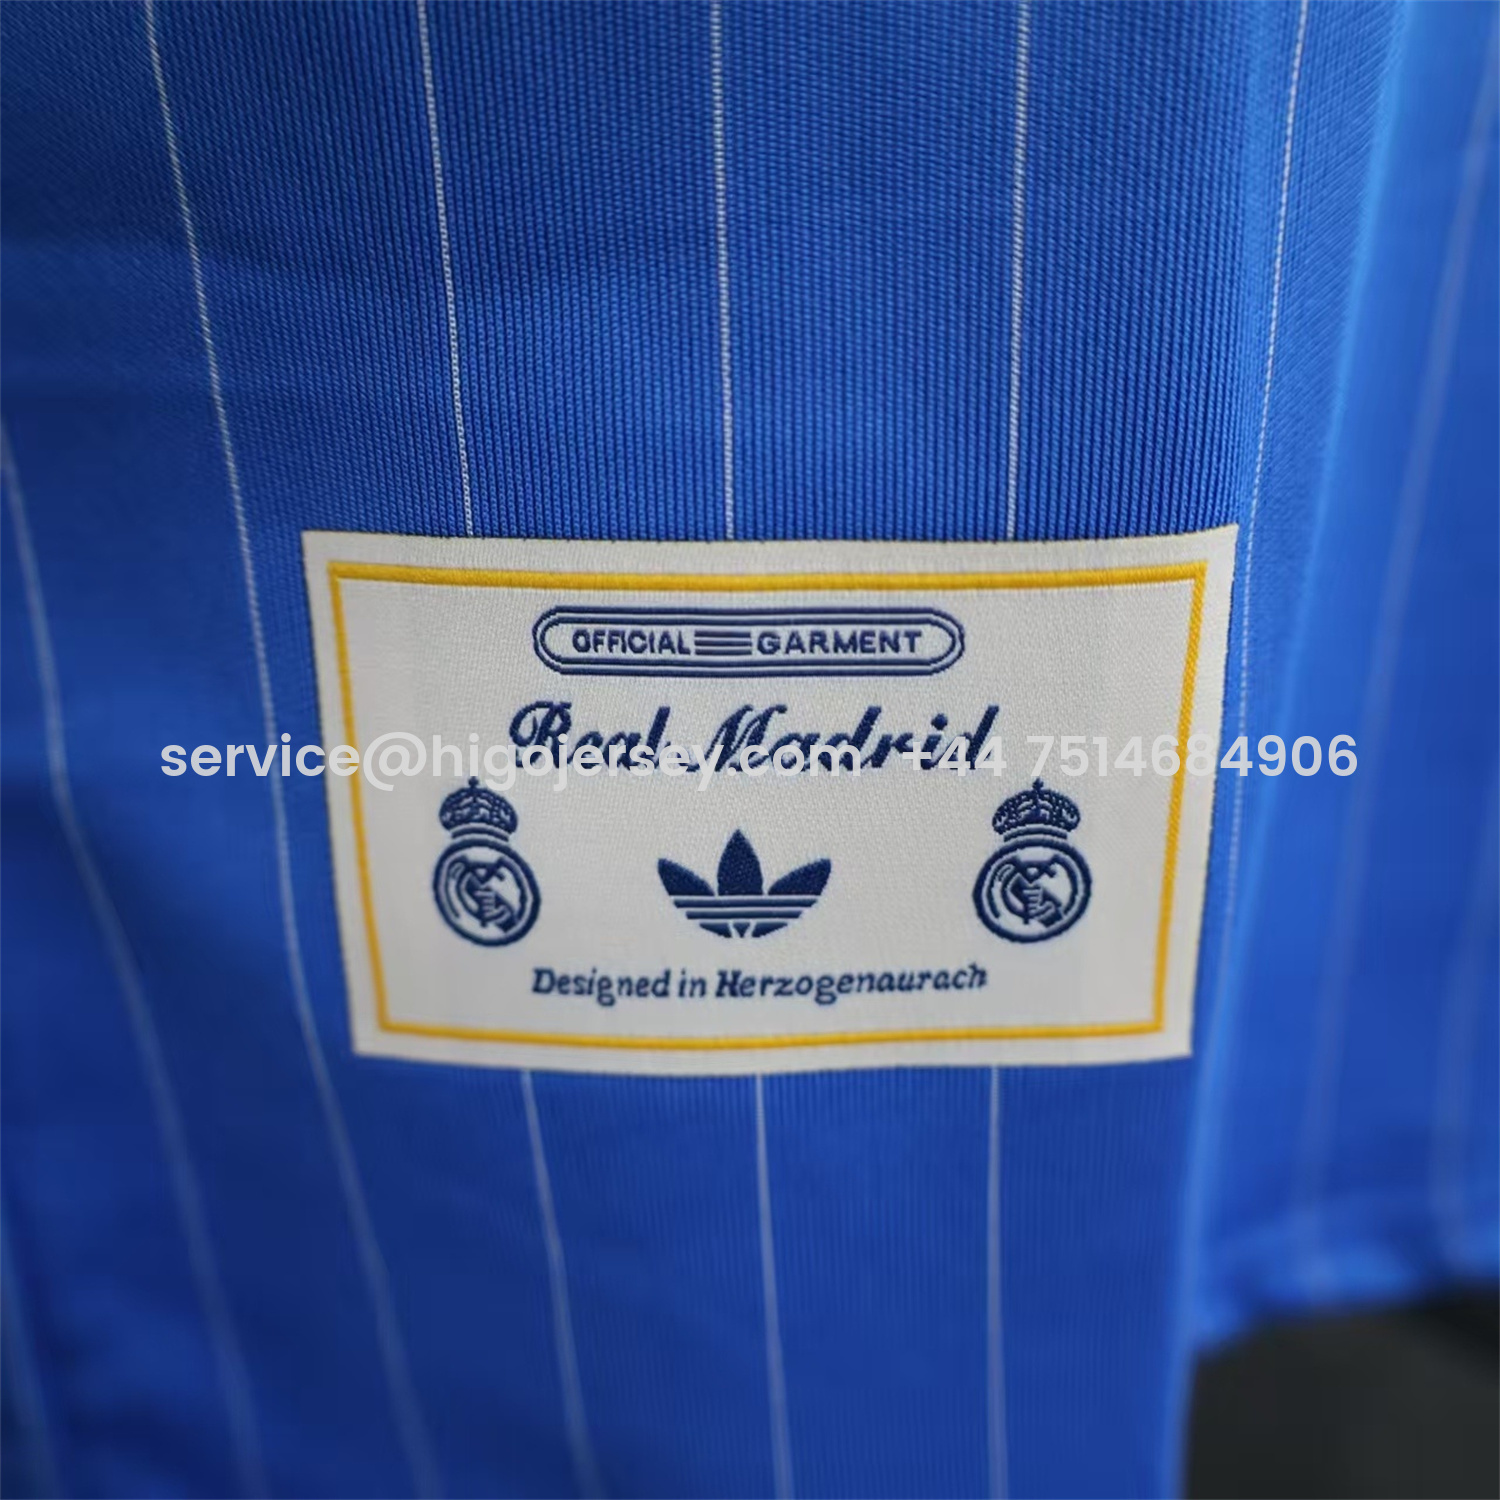 OFFICIAL GARMENT
Real Madrid
service@higojersey.com +44 7514684906
Designed in Herzogenaurach